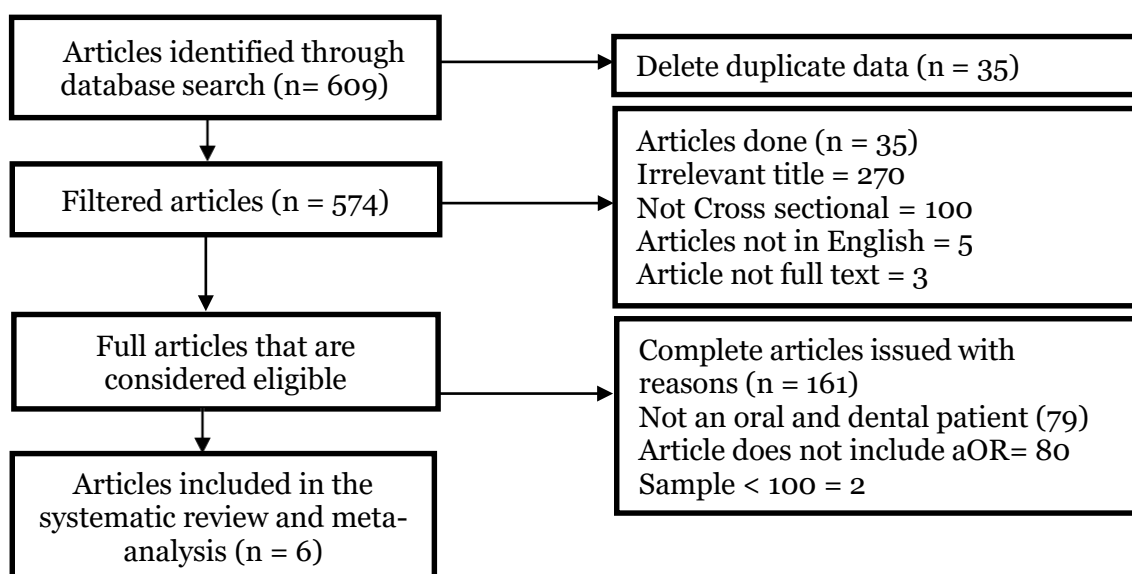 Articles identified through
database search (n= 609)
Delete duplicate data (n = 35)
Filtered articles (n = 574)
Articles done (n = 35)
Irrelevant title = 270
Not Cross sectional = 100
Articles not in English = 5
Article not full text = 3
Full articles that are
considered eligible
Complete articles issued with
reasons (n = 161)
Not an oral and dental patient (79)
Article does not include aOR= 80
Sample < 100 = 2
Articles included in the
systematic review and meta-
analysis (n = 6)